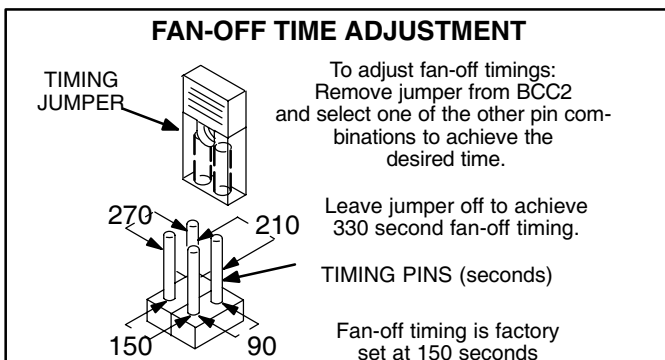 FAN-OFF TIME ADJUSTMENT
TIMING
JUMPER
To adjust fan-off timings:
Remove jumper from BCC2
and select one of the other pin com-
binations to achieve the
desired time.
270
210
Leave jumper off to achieve
330 second fan-off timing.
TIMING PINS (seconds)
150
90
Fan-off timing is factory
set at 150 seconds